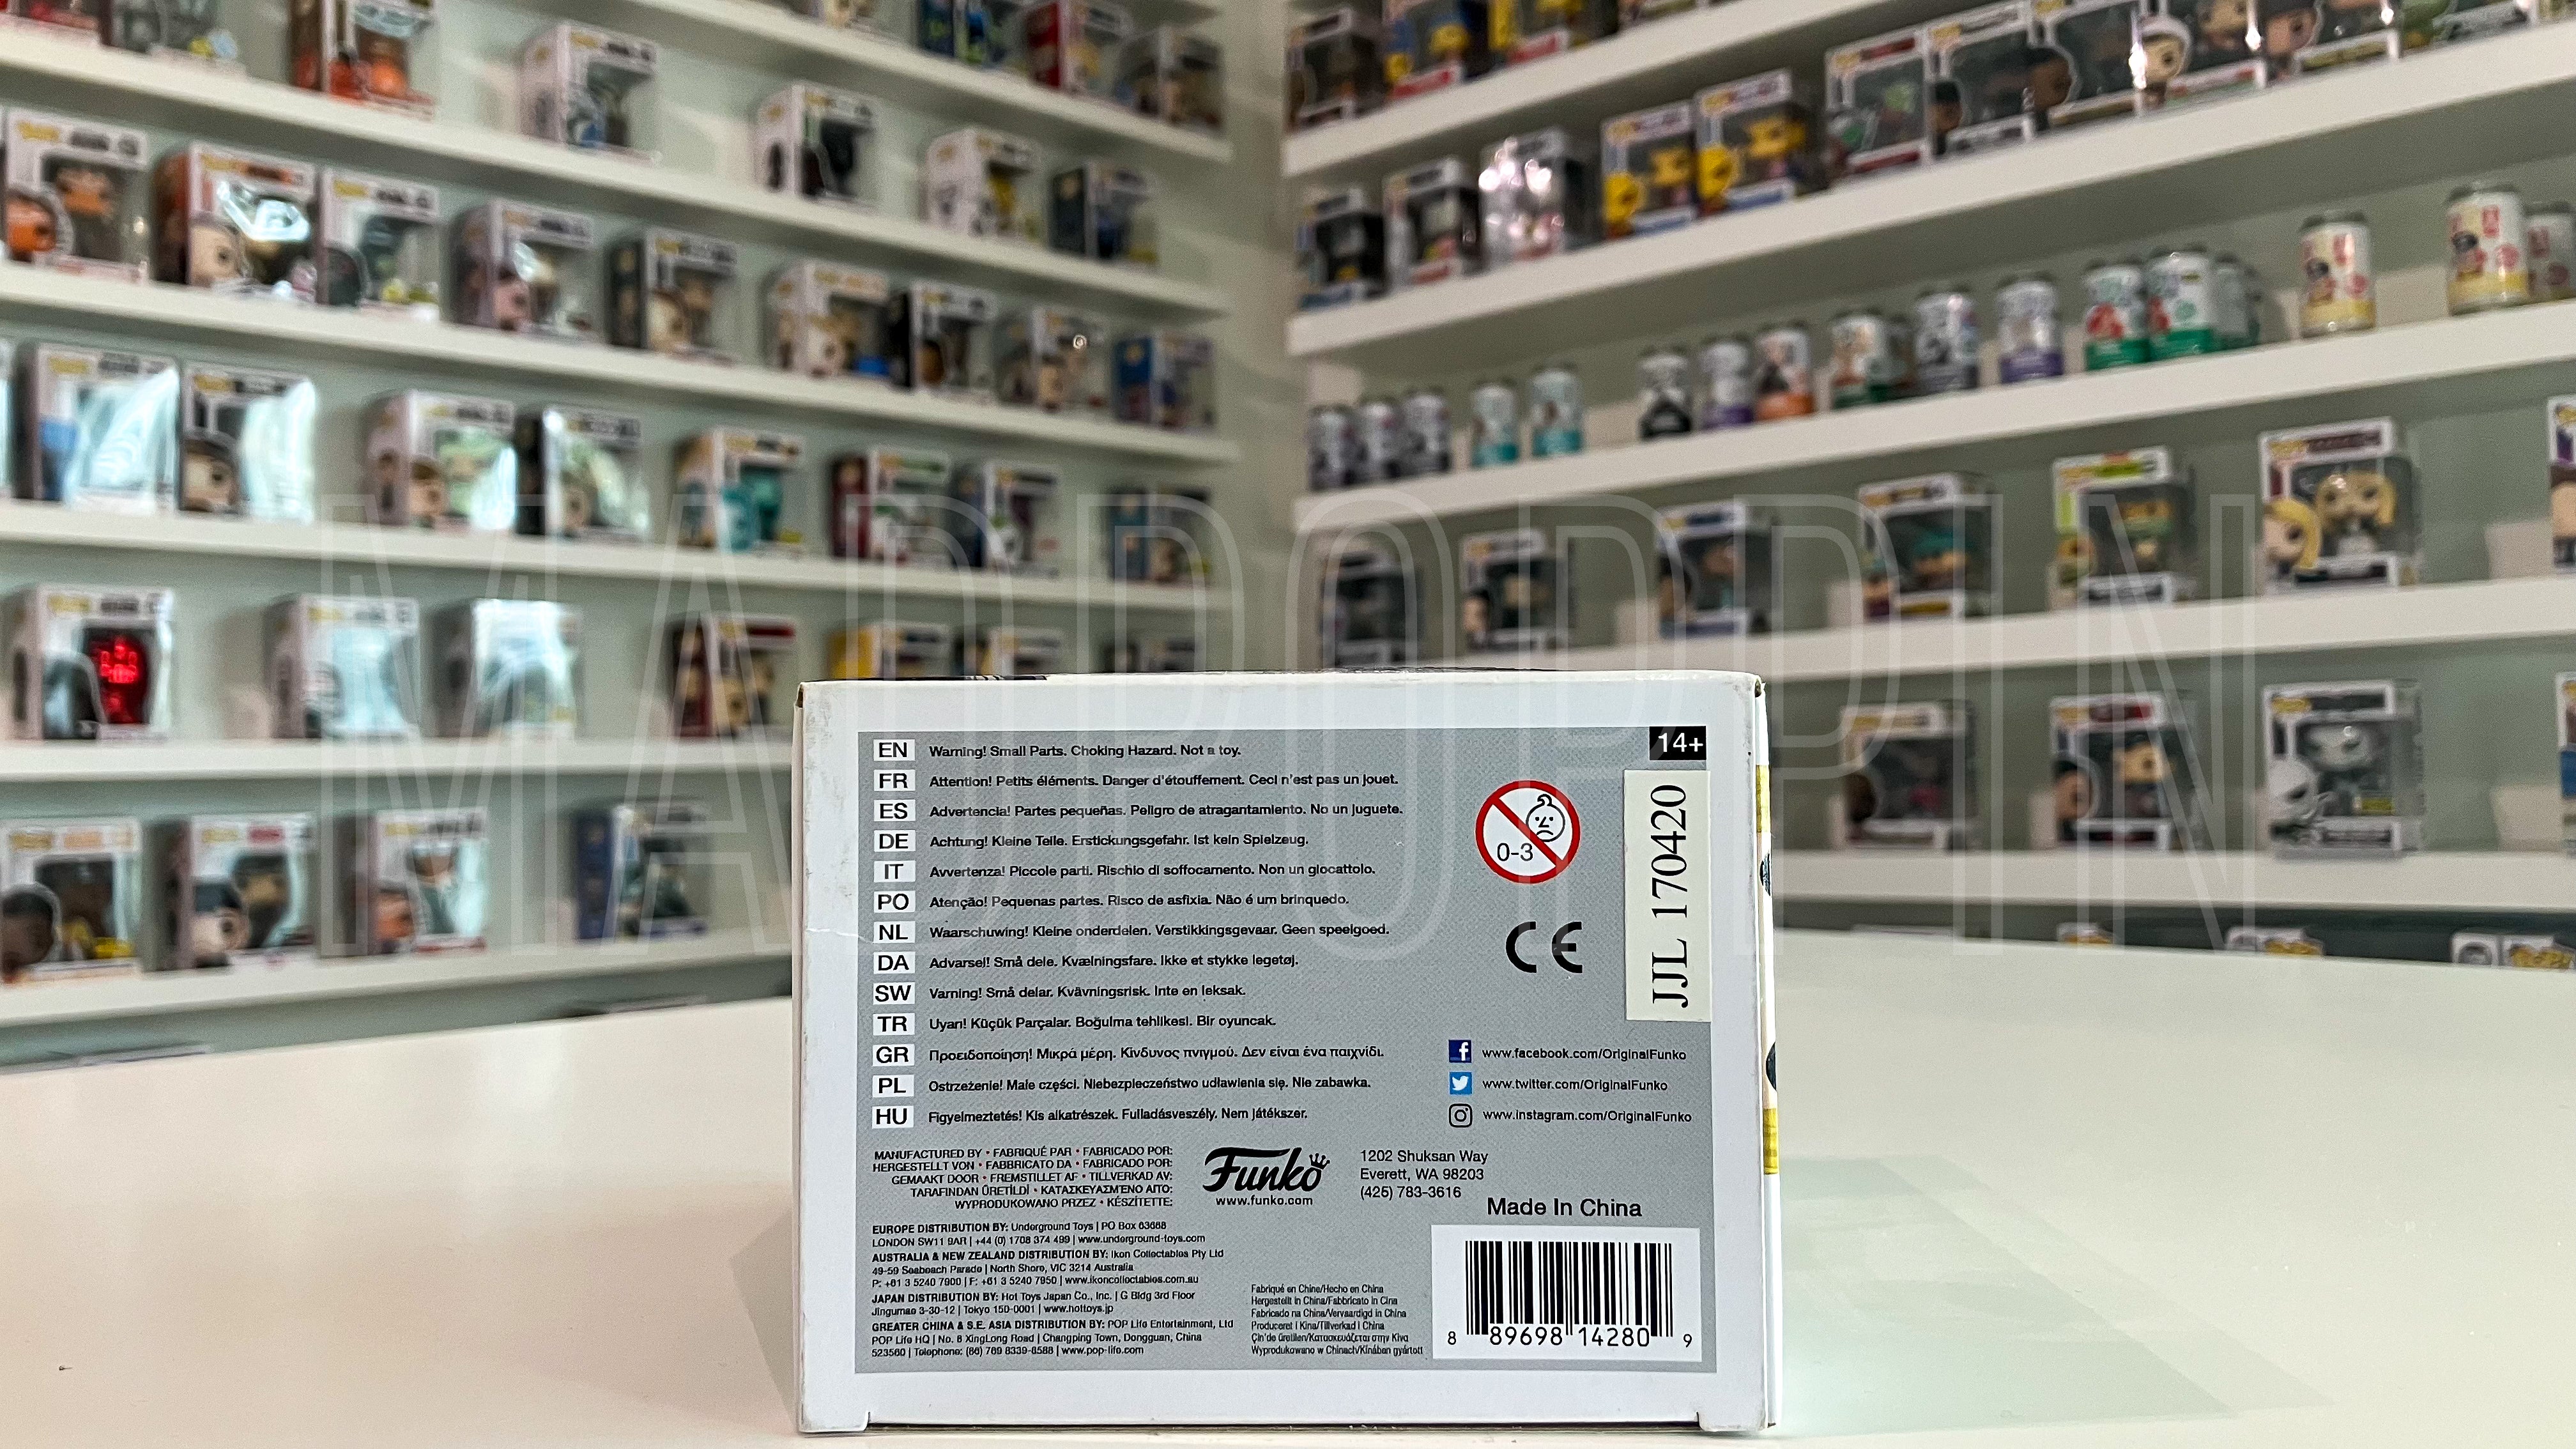 MADPOPPIN
14+
EN Warning! Small Parts. Choking Hazard. Not a toy.
FR Attention! Petits éléments. Danger d'étouffement. Ceci n'est pas un jouet.
ES Advertencia! Partes pequeñas. Peligro de atragantamiento. No un juguete.
DE Achtung! Kleine Teile. Erstickungsgefahr. Ist kein Spielzeug.
IT Avvertenza! Piccole parti. Rischio di soffocamento. Non un giocattolo.
PO Atenção! Pequenas partes. Risco de asfixia. Não é um brinquedo.
NL Waarschuwing! Kleine onderdelen. Verstikkingsgevaar. Geen speelgoed.
DA Advarsel! Små dele. Kvælningsfare. Ikke et stykke legetøj.
SW Varning! Små delar. Kvävningsrisk. Inte en leksak.
TR Uyarı! Küçük Parçalar. Boğulma tehlikesi. Bir oyuncak.
GR Προειδοποίηση! Μικρά μέρη. Κίνδυνος πνιγμού. Δεν είναι ένα παιχνίδι.
PL Ostrzeżenie! Małe części. Niebezpieczeństwo udławienia się. Nie zabawka.
HU Figyelmeztetés! Kis alkatrészek. Fulladásveszély. Nem játékszer.
0-3
CE
JJL 170420
www.facebook.com/OriginalFunko
www.twitter.com/OriginalFunko
www.instagram.com/OriginalFunko
MANUFACTURED BY • FABRIQUÉ PAR • FABRICADO POR:
HERGESTELLT VON • FABBRICATO DA • FABRICADO POR:
GEMAAKT DOOR • FREMSTILLET AF • TILLVERKAD AV:
TARAFINDAN ÜRETİLDİ • ΚΑΤΑΣΚΕΥΑΣΜΈΝΟ ΑΠΌ:
WYPRODUKOWANO PRZEZ • KÉSZÍTETTE:
Funko
www.funko.com
1202 Shuksan Way
Everett, WA 98203
(425) 783-3616
Made In China
EUROPE DISTRIBUTION BY: Underground Toys | PO Box 63668
LONDON SW11 9AR | +44 (0) 1708 374 499 | www.underground-toys.com
AUSTRALIA & NEW ZEALAND DISTRIBUTION BY: Ikon Collectables Pty Ltd
49-59 Seabeach Parade | North Shore, VIC 3214 Australia
P: +61 3 5240 7900 | F: +61 3 5240 7950 | www.ikoncollectables.com.au
JAPAN DISTRIBUTION BY: Hot Toys Japan Co., Inc. | G Bldg 3rd Floor
Jingumae 3-30-12 | Tokyo 150-0001 | www.hottoys.jp
GREATER CHINA & S.E. ASIA DISTRIBUTION BY: POP Life Entertainment, Ltd
POP Life HQ | No. 6 XingLong Road | Changping Town, Dongguan, China
523560 | Telephone: (86) 769 8339-6588 | www.pop-life.com
Fabriqué en Chine/Hecho en China
Hergestellt in China/Fabbricato in Cina
Fabricado na China/Vervaardigd in China
Produceret I Kina/Tillverkad I China
Çin'de üretilen/Κατασκευάζεται στην Κίνα
Wyprodukowano w Chinach/Kínában gyártott
8 89698 14280 9